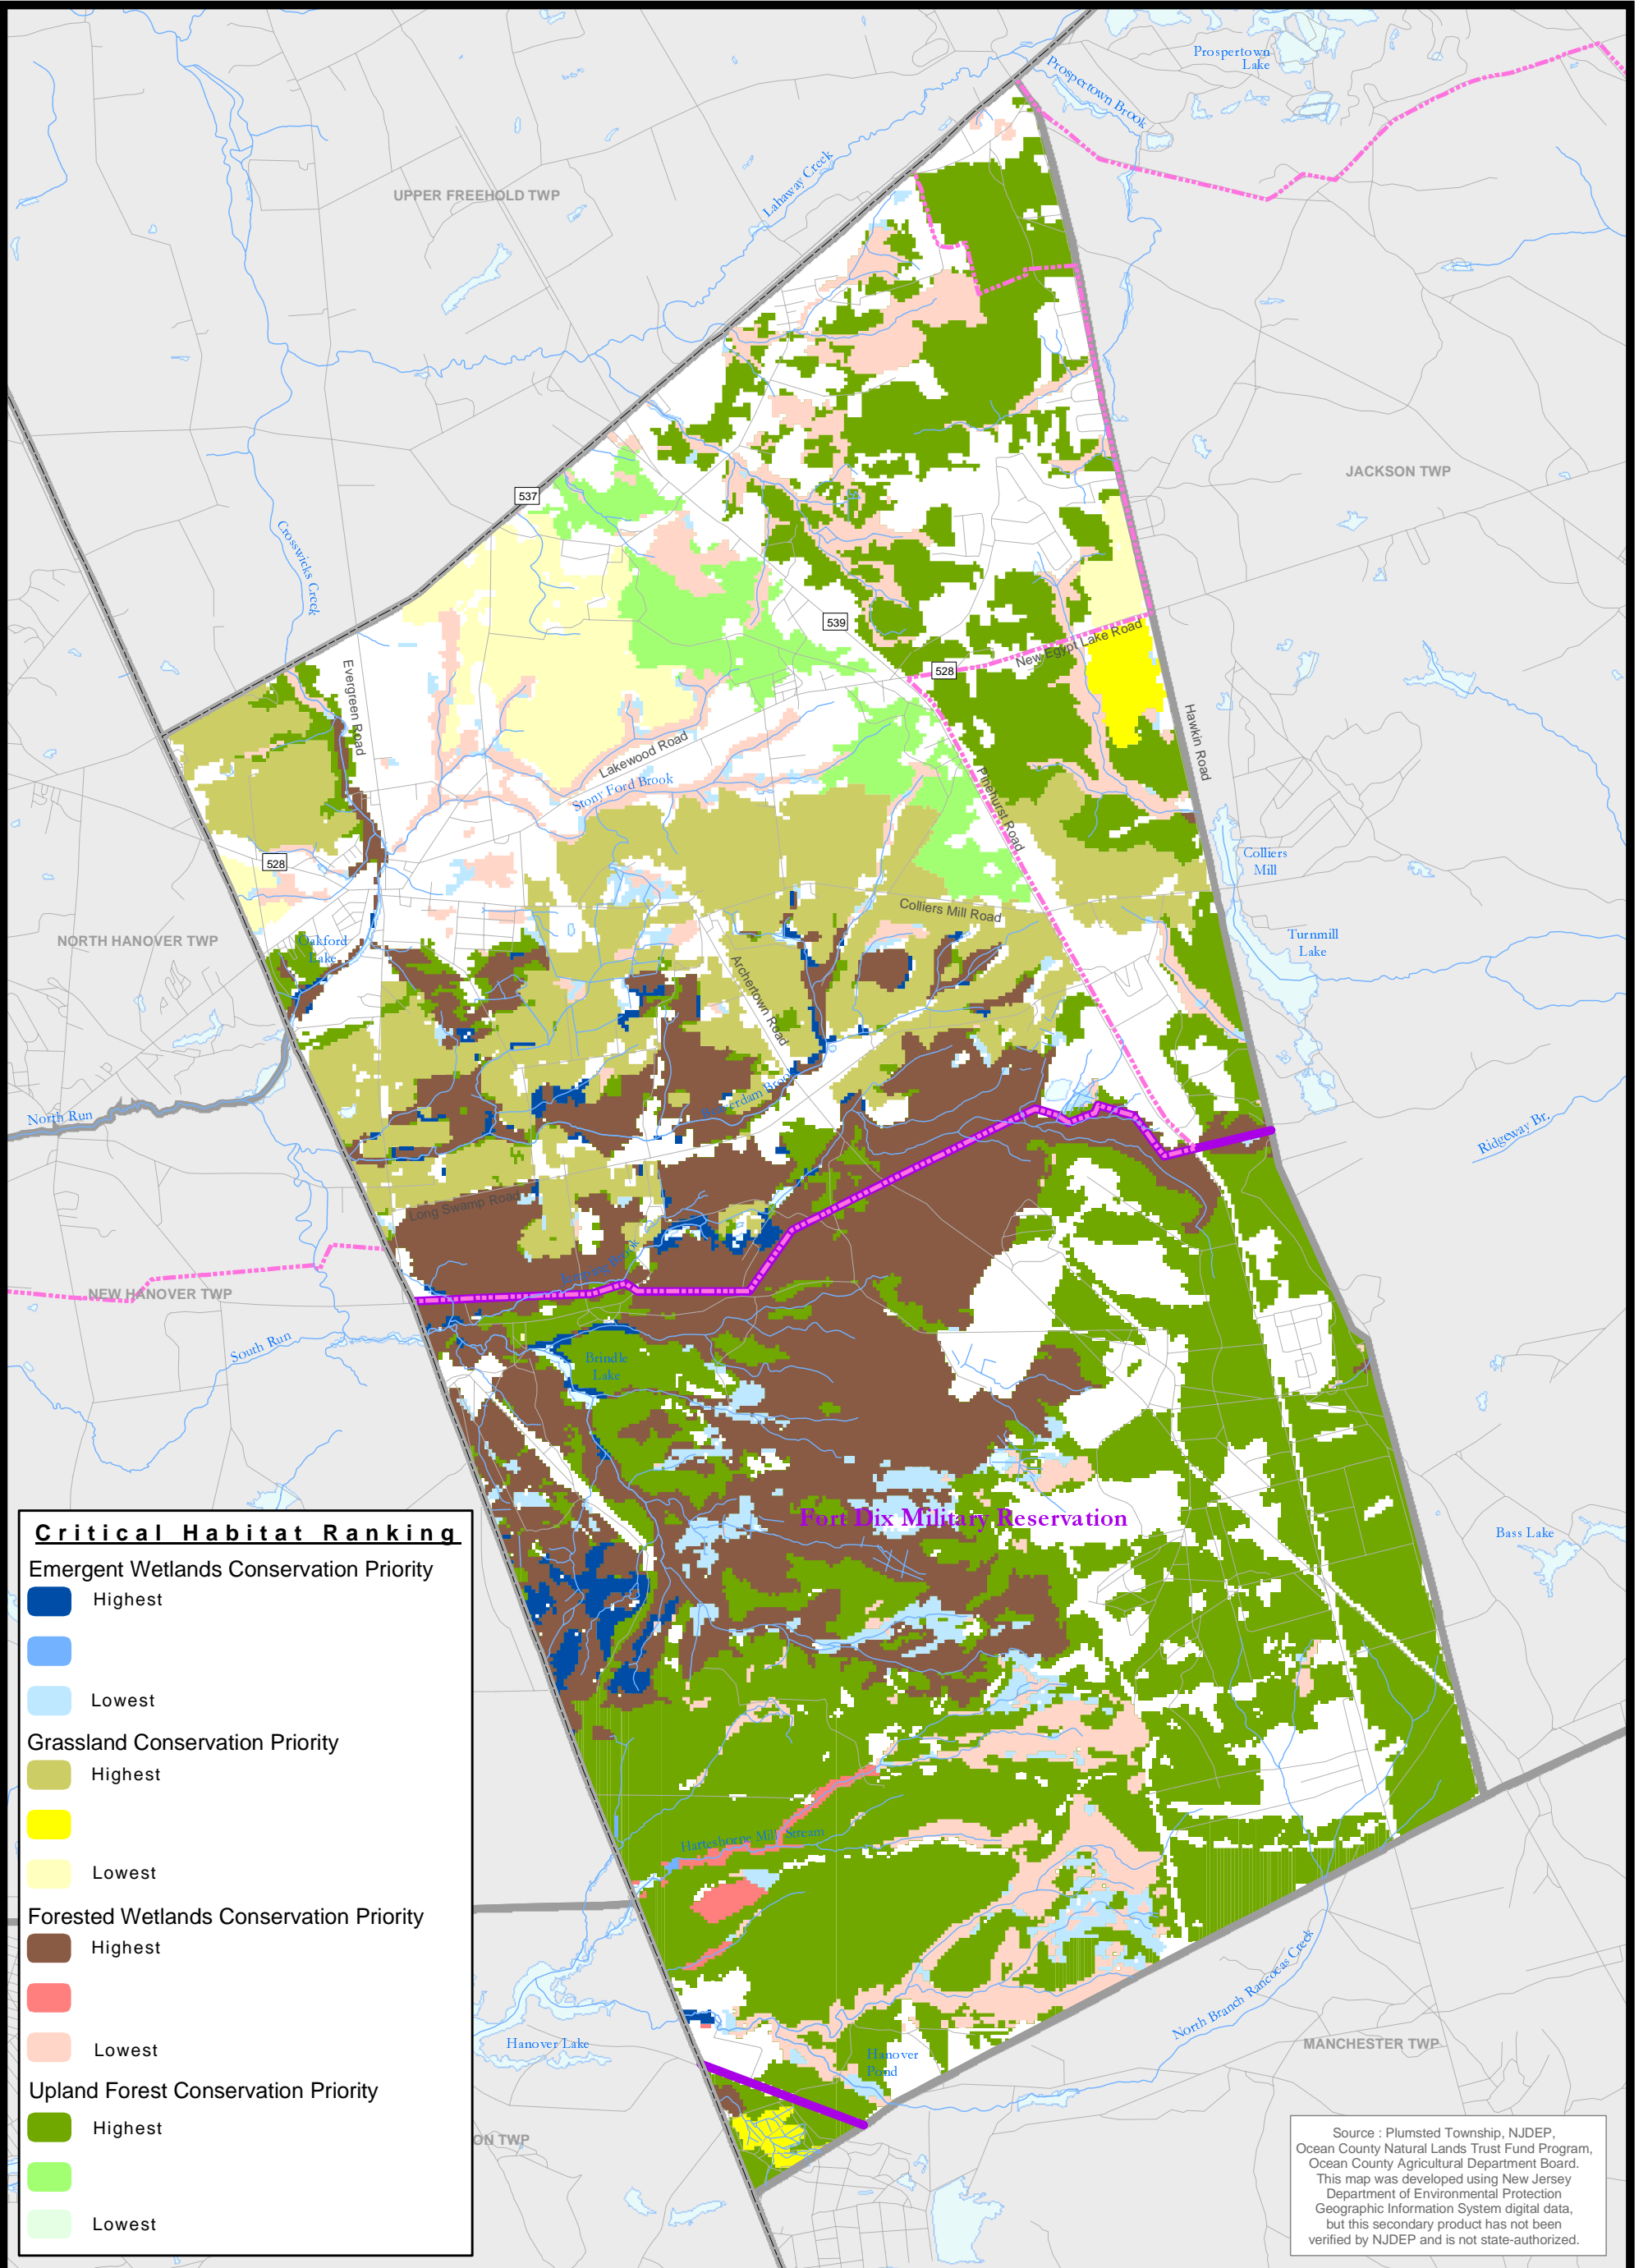 Prospertown
Lake
Prospertown Brook
UPPER FREEHOLD TWP
Lahaway Creek
JACKSON TWP
537
Crosswicks Creek
539
528
New Egypt Lake Road
Evergreen Road
Hawkin Road
Lakewood Road
Stony Ford Brook
Pinehurst Road
528
Colliers
Mill
Colliers Mill Road
NORTH HANOVER TWP
Oakford
Lake
Turnmill
Lake
Archertown Road
North Run
Ridgeway Br.
Long Swamp Road
Brook
NEW HANOVER TWP
South Run
Brindle
Lake
Fort Dix Military Reservation
Bass Lake
Critical Habitat Ranking
Emergent Wetlands Conservation Priority
Highest
Lowest
Grassland Conservation Priority
Highest
Lowest
Forested Wetlands Conservation Priority
Highest
Lowest
Upland Forest Conservation Priority
Highest
Lowest
Harteshorne Mill Stream
North Branch Rancocas Creek
Hanover Lake
Hanover
Pond
MANCHESTER TWP
ON TWP
Source : Plumsted Township, NJDEP,
Ocean County Natural Lands Trust Fund Program,
Ocean County Agricultural Department Board.
This map was developed using New Jersey
Department of Environmental Protection
Geographic Information System digital data,
but this secondary product has not been
verified by NJDEP and is not state-authorized.